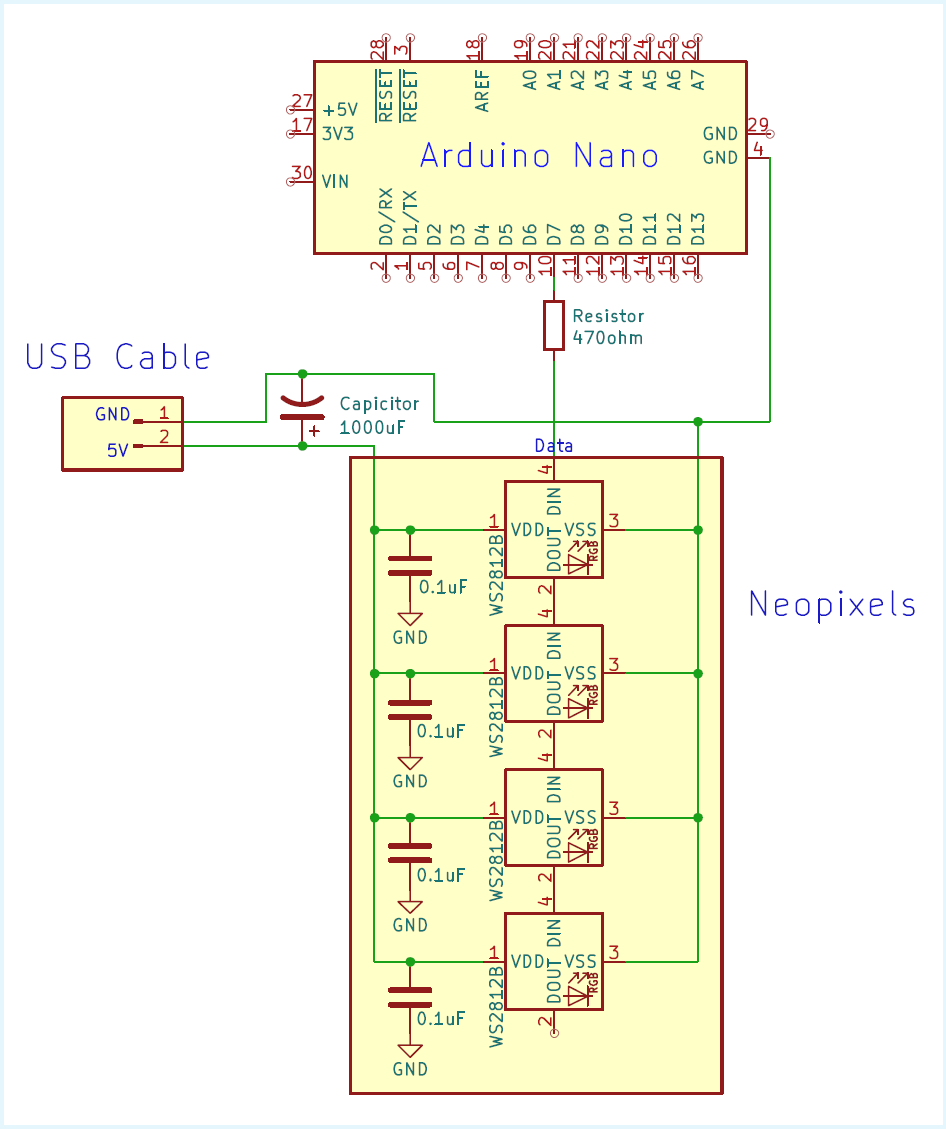 28 3 18 19 20 21 22 23 24 25 26
RESET RESET AREF A0 A1 A2 A3 A4 A5 A6 A7
27 +5V
17 3V3
GND 29
GND 4
Arduino Nano
30 VIN
D0/RX D1/TX D2 D3 D4 D5 D6 D7 D8 D9 D10 D11 D12 D13
2 1 5 6 7 8 9 10 11 12 13 14 15 16
Resistor
470ohm
USB Cable
GND 1
5V 2
Capicitor
1000uF
+
Data
4
DIN
1 VDD VSS 3
DOUT RGB
WS2812B
0.1uF
GND
2
Neopixels
4
DIN
1 VDD VSS 3
DOUT RGB
WS2812B
0.1uF
GND
2
4
DIN
1 VDD VSS 3
DOUT RGB
WS2812B
0.1uF
GND
2
4
DIN
1 VDD VSS 3
DOUT RGB
WS2812B
0.1uF
GND
2